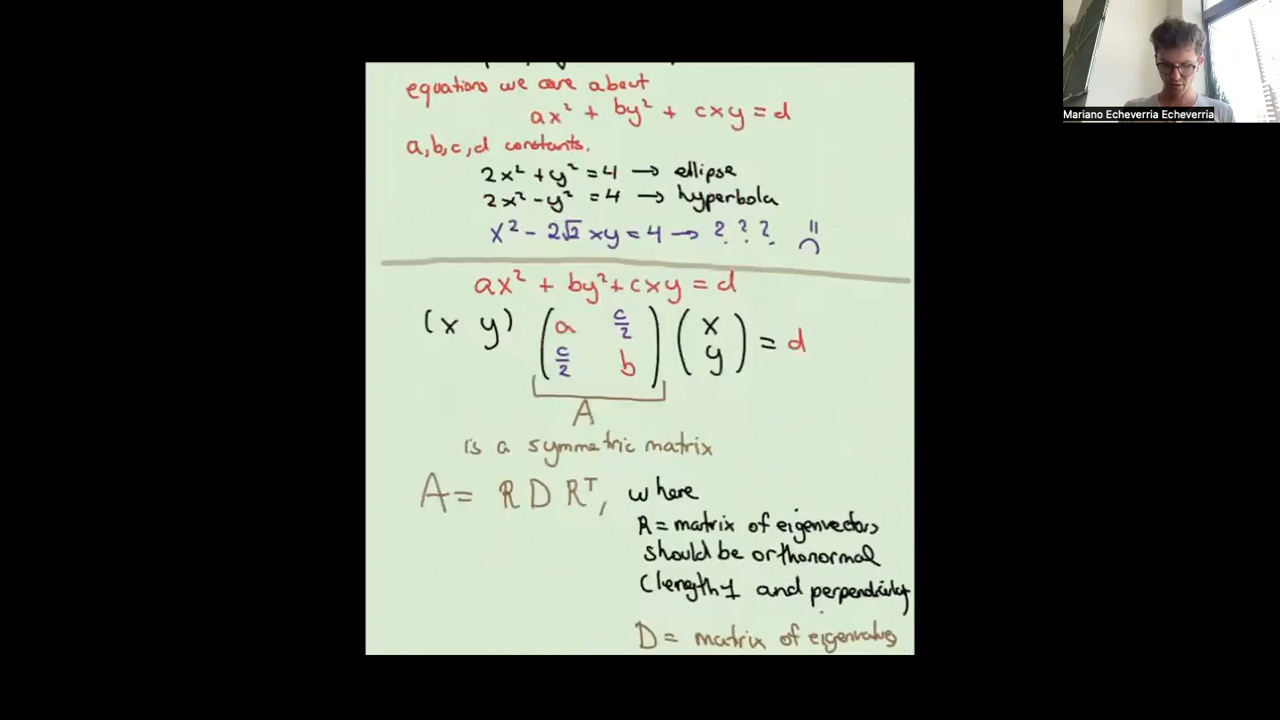 equations we care about
ax² + by² + cxy = d
a,b,c,d constants.
2x² + y² = 4 → ellipse
2x² - y² = 4 → hyperbola
x² - 2√2 xy = 4 → ? ? ?
ax² + by² + cxy = d
(x y) (a c/2
c/2 b) (x
y) = d
A
is a symmetric matrix
A = R D Rᵀ, where
R = matrix of eigenvectors
should be orthonormal
(length 1 and
D = matrix of eigenvalues
Mariano Echeverria Echeverria